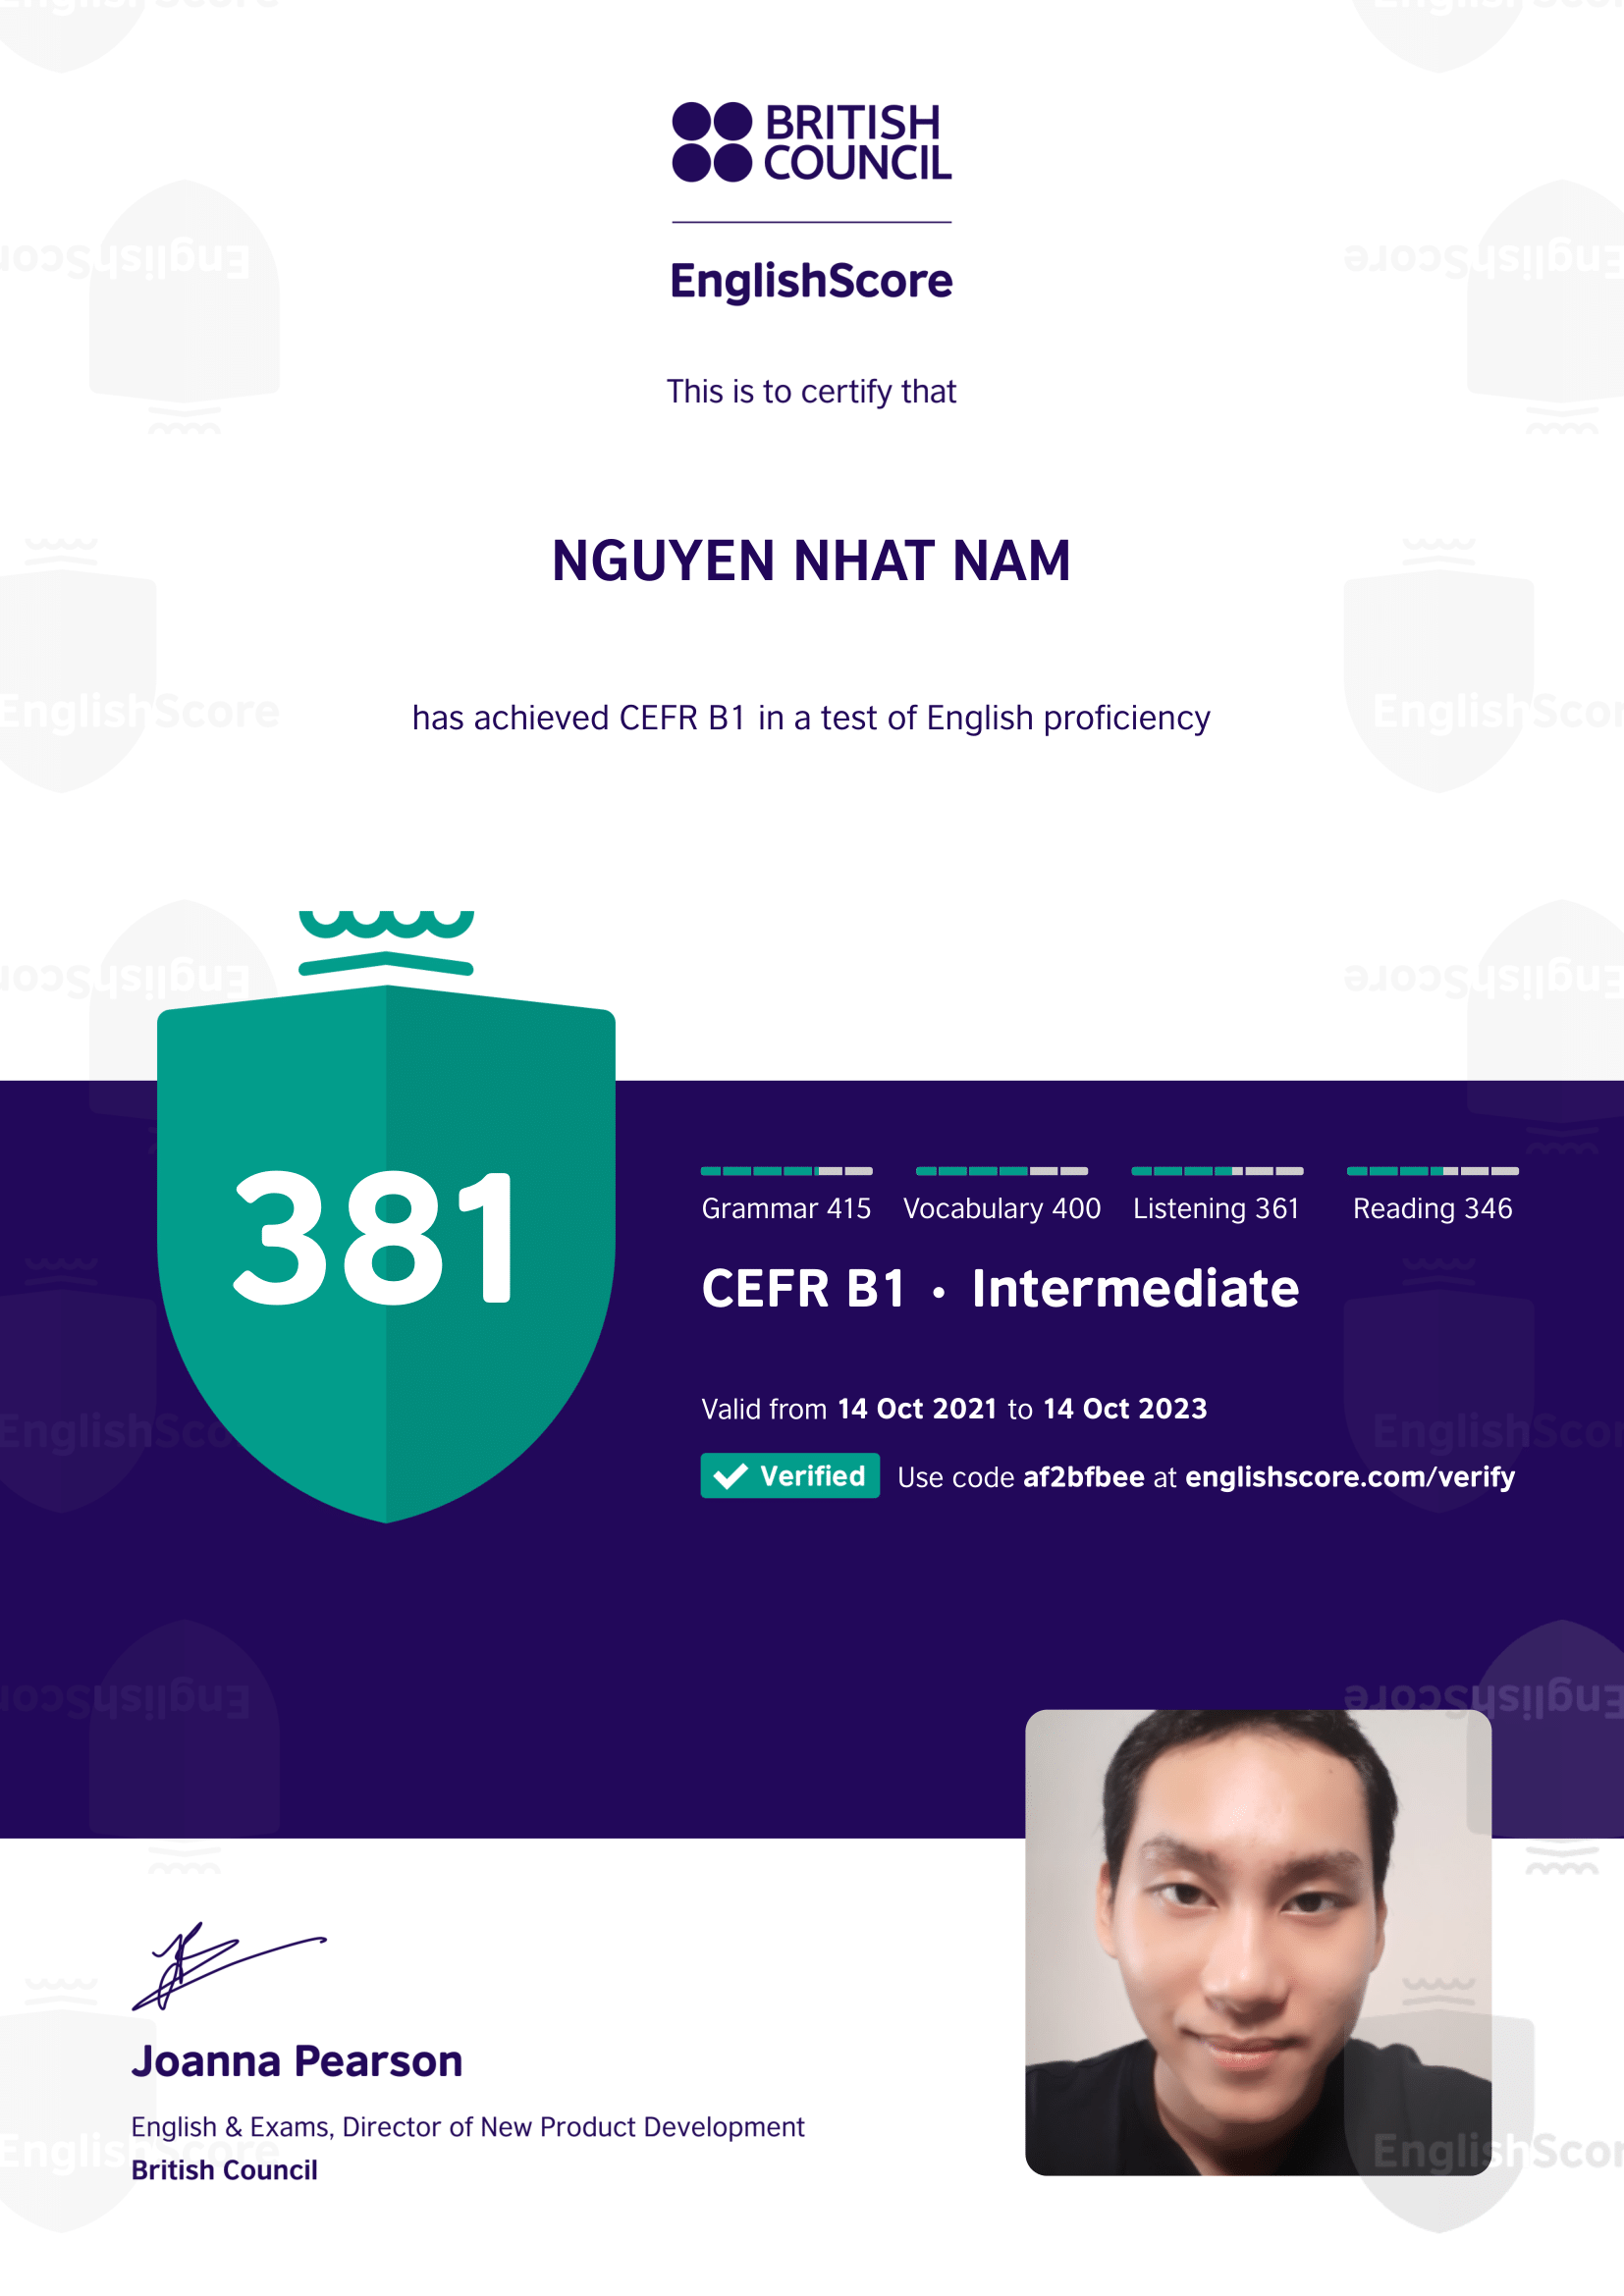 BRITISH
COUNCIL
EnglishScore
This is to certify that
NGUYEN NHAT NAM
has achieved CEFR B1 in a test of English proficiency
381
Grammar 415 Vocabulary 400 Listening 361 Reading 346
CEFR B1 • Intermediate
Valid from 14 Oct 2021 to 14 Oct 2023
Verified Use code af2bfbee at englishscore.com/verify
Joanna Pearson
English & Exams, Director of New Product Development
British Council
EnglishScore